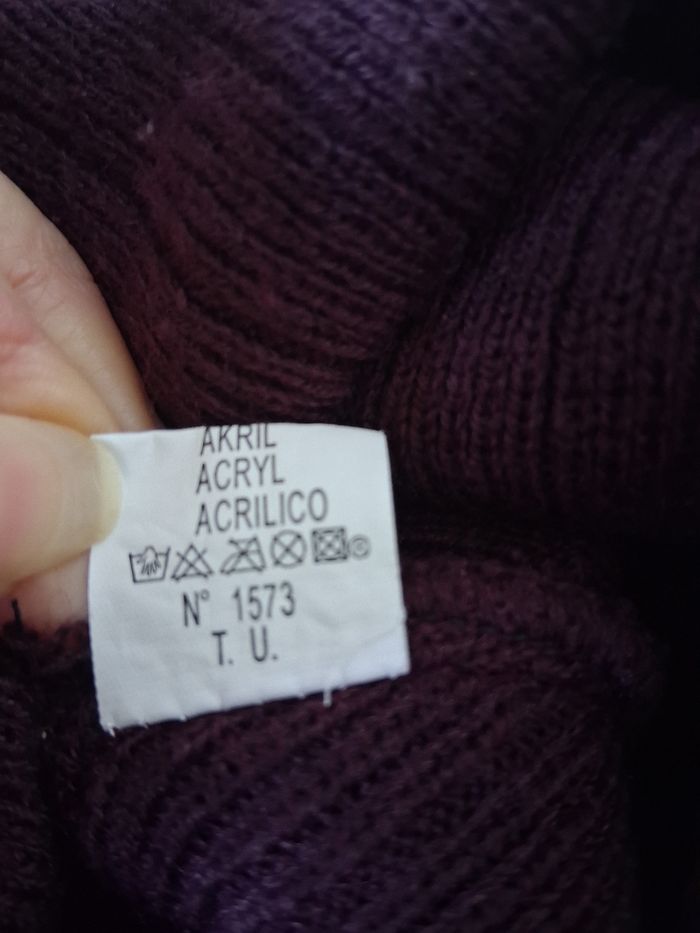 AKRIL
ACRYL
ACRILICO
N° 1573
T. U.